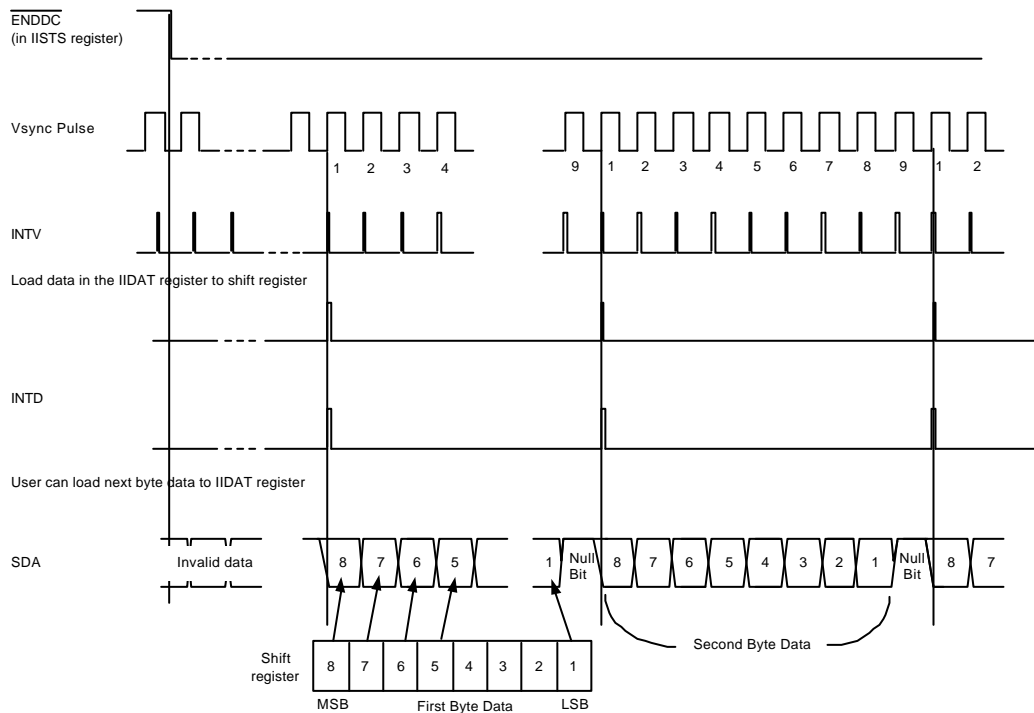 ENDDC
(in IISTS register)
Vsync Pulse
1 2 3 4 9 1 2 3 4 5 6 7 8 9 1 2
INTV
Load data in the IIDAT register to shift register
INTD
User can load next byte data to IIDAT register
SDA
Invalid data
8 7 6 5 1 Null Bit 8 7 6 5 4 3 2 1 Null Bit 8 7
Second Byte Data
Shift
register
8 7 6 5 4 3 2 1
MSB First Byte Data LSB